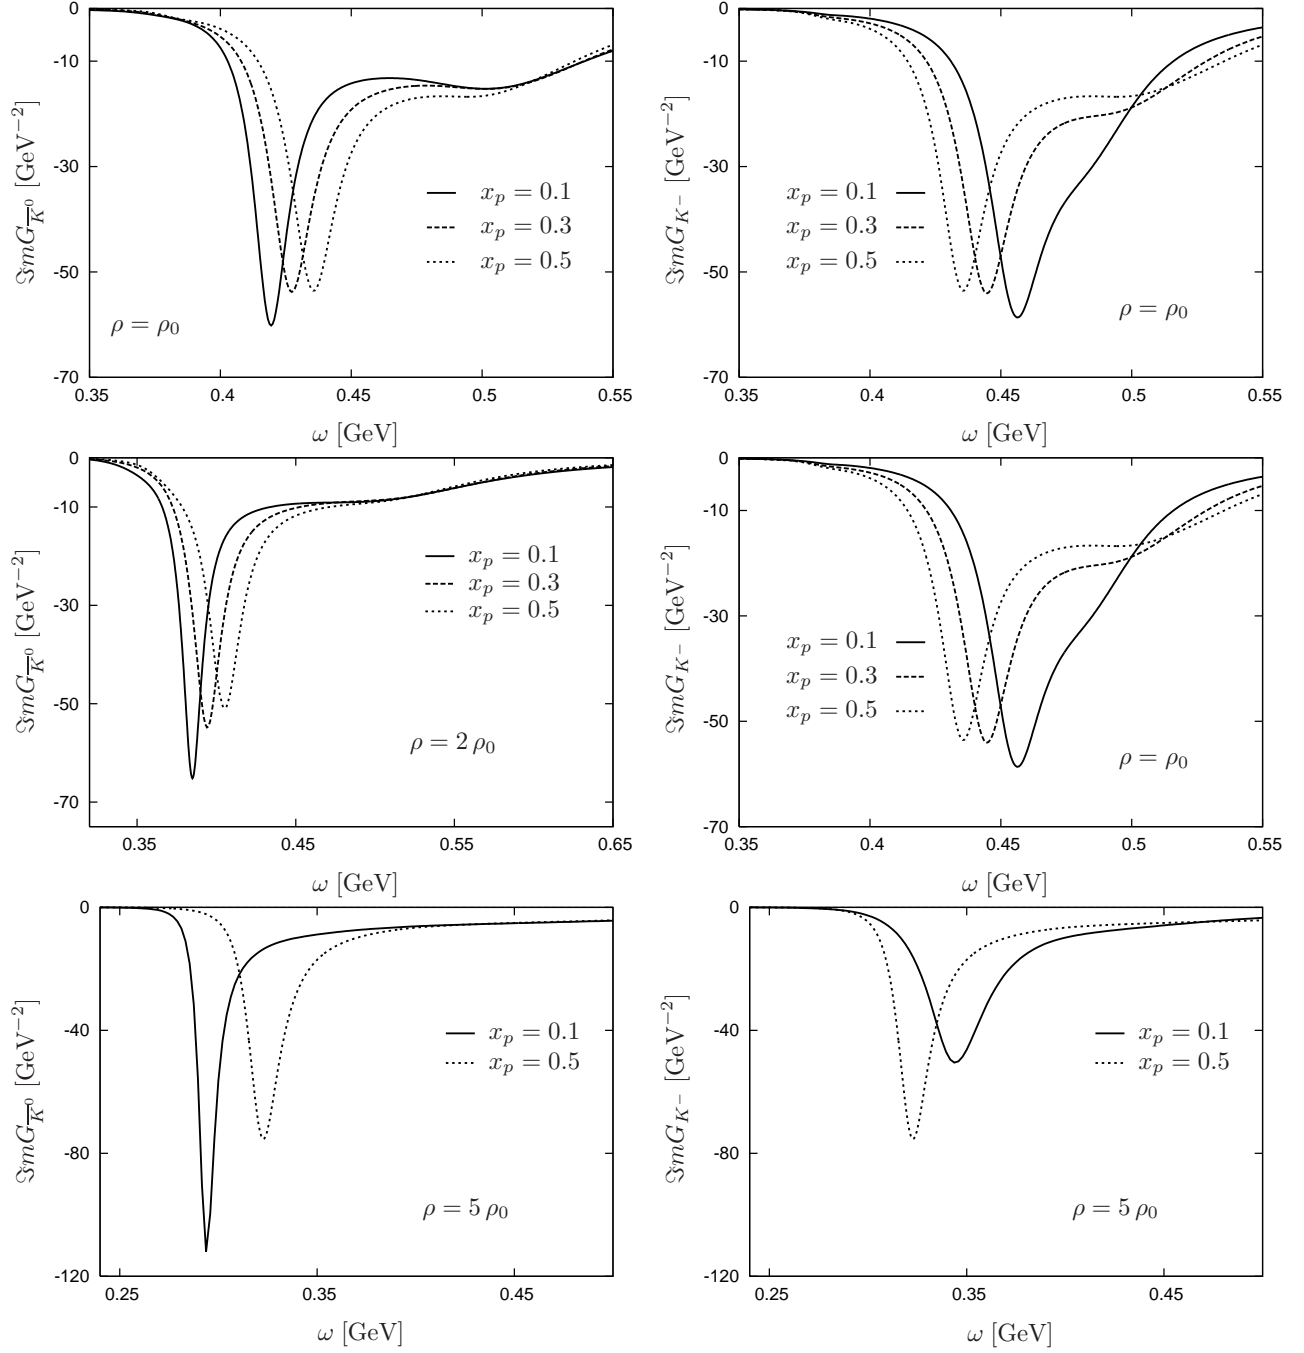 0
-10
-30
-50
-70
0.35
0.4
0.45
0.5
0.55
ℑmG_{\overline{K}^0} [GeV^{−2}]
ω [GeV]
x_p = 0.1
x_p = 0.3
x_p = 0.5
ρ = ρ_0
0
-10
-30
-50
-70
0.35
0.4
0.45
0.5
0.55
ℑmG_{K^−} [GeV^{−2}]
ω [GeV]
x_p = 0.1
x_p = 0.3
x_p = 0.5
ρ = ρ_0
0
-10
-30
-50
-70
0.35
0.45
0.55
0.65
ℑmG_{\overline{K}^0} [GeV^{−2}]
ω [GeV]
x_p = 0.1
x_p = 0.3
x_p = 0.5
ρ = 2 ρ_0
0
-10
-30
-50
-70
0.35
0.4
0.45
0.5
0.55
ℑmG_{K^−} [GeV^{−2}]
ω [GeV]
x_p = 0.1
x_p = 0.3
x_p = 0.5
ρ = ρ_0
0
-40
-80
-120
0.25
0.35
0.45
ℑmG_{\overline{K}^0} [GeV^{−2}]
ω [GeV]
x_p = 0.1
x_p = 0.5
ρ = 5 ρ_0
0
-40
-80
-120
0.25
0.35
0.45
ℑmG_{K^−} [GeV^{−2}]
ω [GeV]
x_p = 0.1
x_p = 0.5
ρ = 5 ρ_0